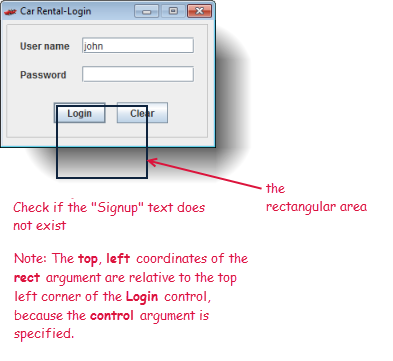 Car Rental-Login
User name
john
Password
Login
Clear
the
rectangular area
Check if the "Signup" text does
not exist
Note: The top, left coordinates of the
rect argument are relative to the top
left corner of the Login control,
because the control argument is
specified.